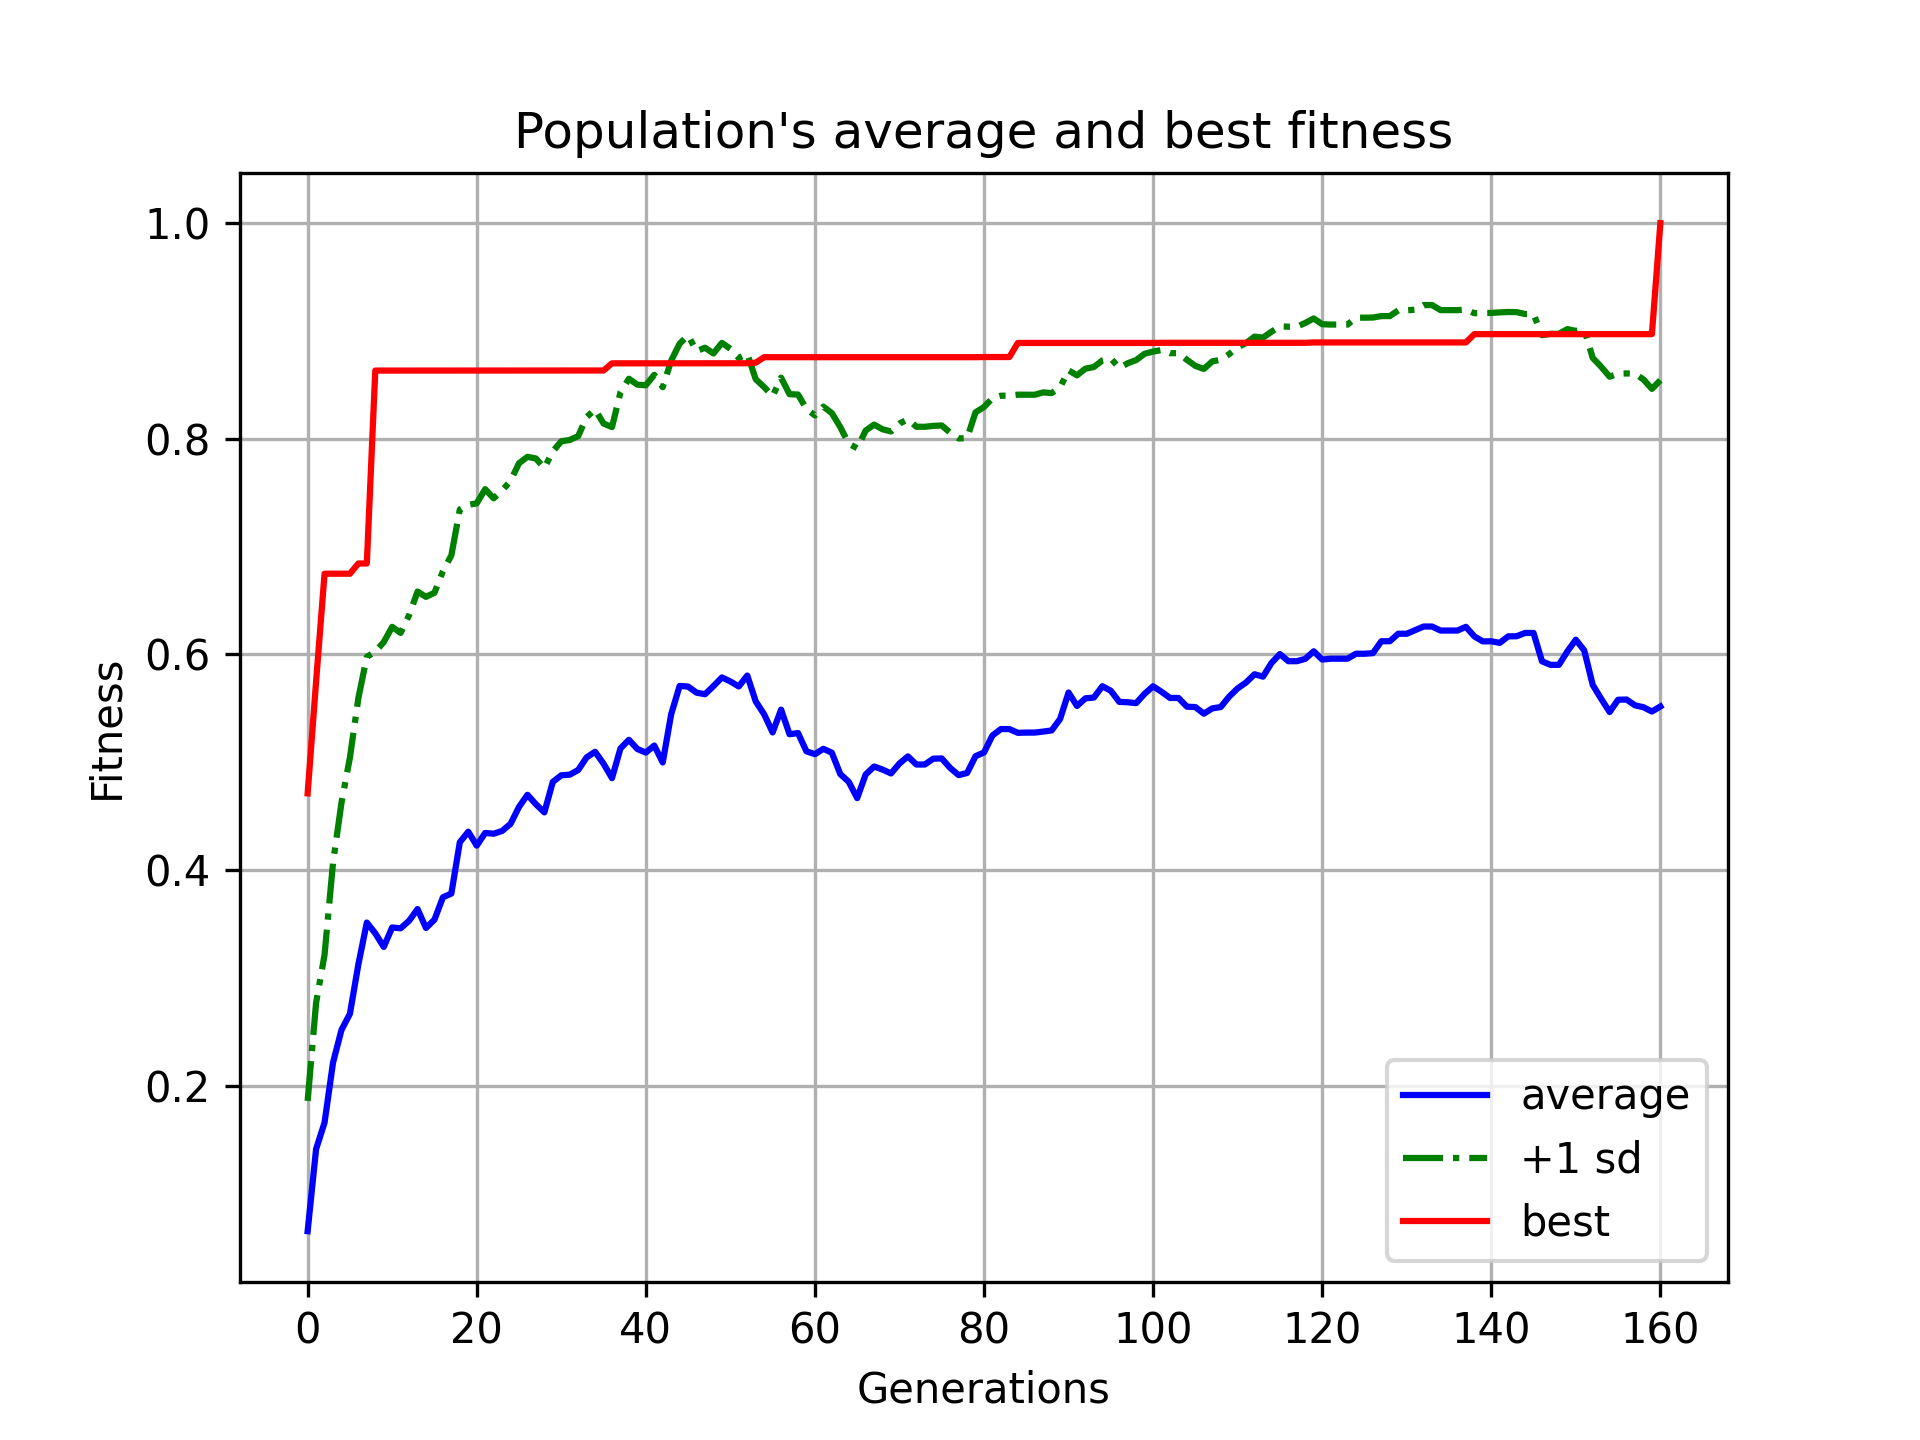 Population's average and best fitness
1.0
0.8
0.6
0.4
0.2
Fitness
average
+1 sd
best
0 20 40 60 80 100 120 140 160
Generations